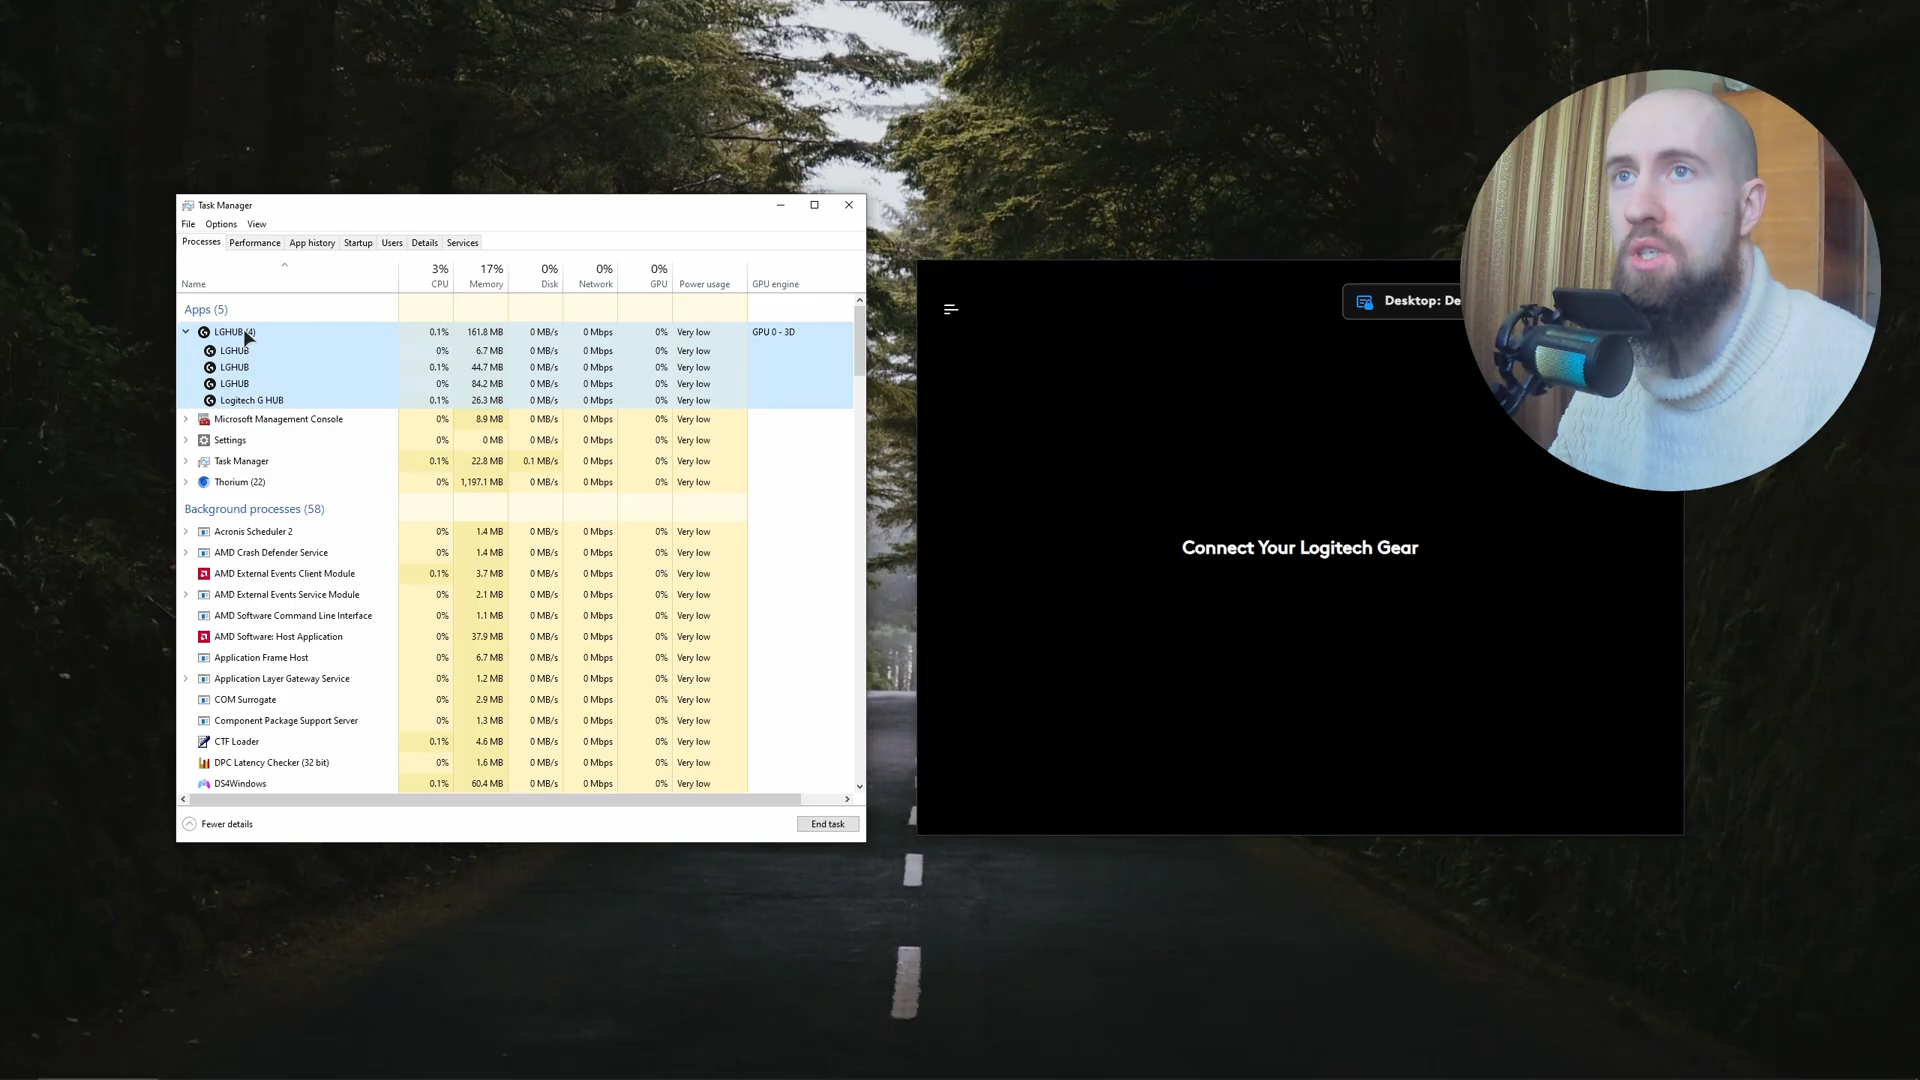 Task Manager
File Options View
Processes Performance App history Startup Users Details Services
3% 17% 0% 0% 0%
Name CPU Memory Disk Network GPU Power usage GPU engine
Apps (5)
LGHUB (4) 0.1% 161.8 MB 0 MB/s 0 Mbps 0% Very low GPU 0 - 3D
LGHUB 0% 6.7 MB 0 MB/s 0 Mbps 0% Very low
LGHUB 0.1% 44.7 MB 0 MB/s 0 Mbps 0% Very low
LGHUB 0% 84.2 MB 0 MB/s 0 Mbps 0% Very low
Logitech G HUB 0.1% 26.3 MB 0 MB/s 0 Mbps 0% Very low
Microsoft Management Console 0% 8.9 MB 0 MB/s 0 Mbps 0% Very low
Settings 0% 0 MB 0 MB/s 0 Mbps 0% Very low
Task Manager 0.1% 22.8 MB 0.1 MB/s 0 Mbps 0% Very low
Thorium (22) 0% 1,197.1 MB 0 MB/s 0 Mbps 0% Very low
Background processes (58)
Acronis Scheduler 2 0% 1.4 MB 0 MB/s 0 Mbps 0% Very low
AMD Crash Defender Service 0% 1.4 MB 0 MB/s 0 Mbps 0% Very low
AMD External Events Client Module 0.1% 3.7 MB 0 MB/s 0 Mbps 0% Very low
AMD External Events Service Module 0% 2.1 MB 0 MB/s 0 Mbps 0% Very low
AMD Software Command Line Interface 0% 1.1 MB 0 MB/s 0 Mbps 0% Very low
AMD Software: Host Application 0% 37.9 MB 0 MB/s 0 Mbps 0% Very low
Application Frame Host 0% 6.7 MB 0 MB/s 0 Mbps 0% Very low
Application Layer Gateway Service 0% 1.2 MB 0 MB/s 0 Mbps 0% Very low
COM Surrogate 0% 2.9 MB 0 MB/s 0 Mbps 0% Very low
Component Package Support Server 0% 1.3 MB 0 MB/s 0 Mbps 0% Very low
CTF Loader 0.1% 4.6 MB 0 MB/s 0 Mbps 0% Very low
DPC Latency Checker (32 bit) 0% 1.6 MB 0 MB/s 0 Mbps 0% Very low
DS4Windows 0.1% 60.4 MB 0 MB/s 0 Mbps 0% Very low
Fewer details End task
Desktop: De
Connect Your Logitech Gear